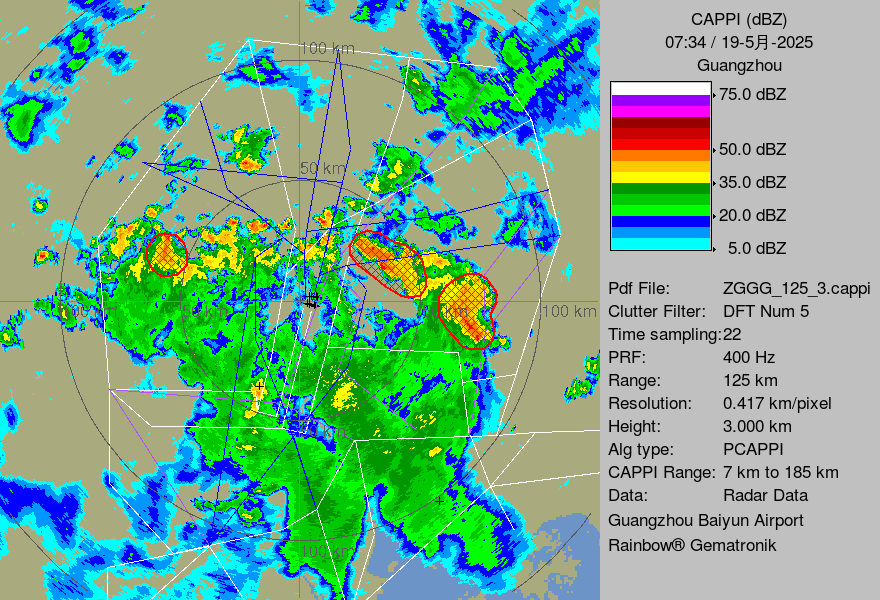 CAPPI (dBZ)
07:34 / 19-5月-2025
Guangzhou
75.0 dBZ
50.0 dBZ
35.0 dBZ
20.0 dBZ
5.0 dBZ
Pdf File: ZGGG_125_3.cappi
Clutter Filter: DFT Num 5
Time sampling:22
PRF: 400 Hz
Range: 125 km
Resolution: 0.417 km/pixel
Height: 3.000 km
Alg type: PCAPPI
CAPPI Range: 7 km to 185 km
Data: Radar Data
Guangzhou Baiyun Airport
Rainbow® Gematronik
100 km
50 km
100 km
100 km